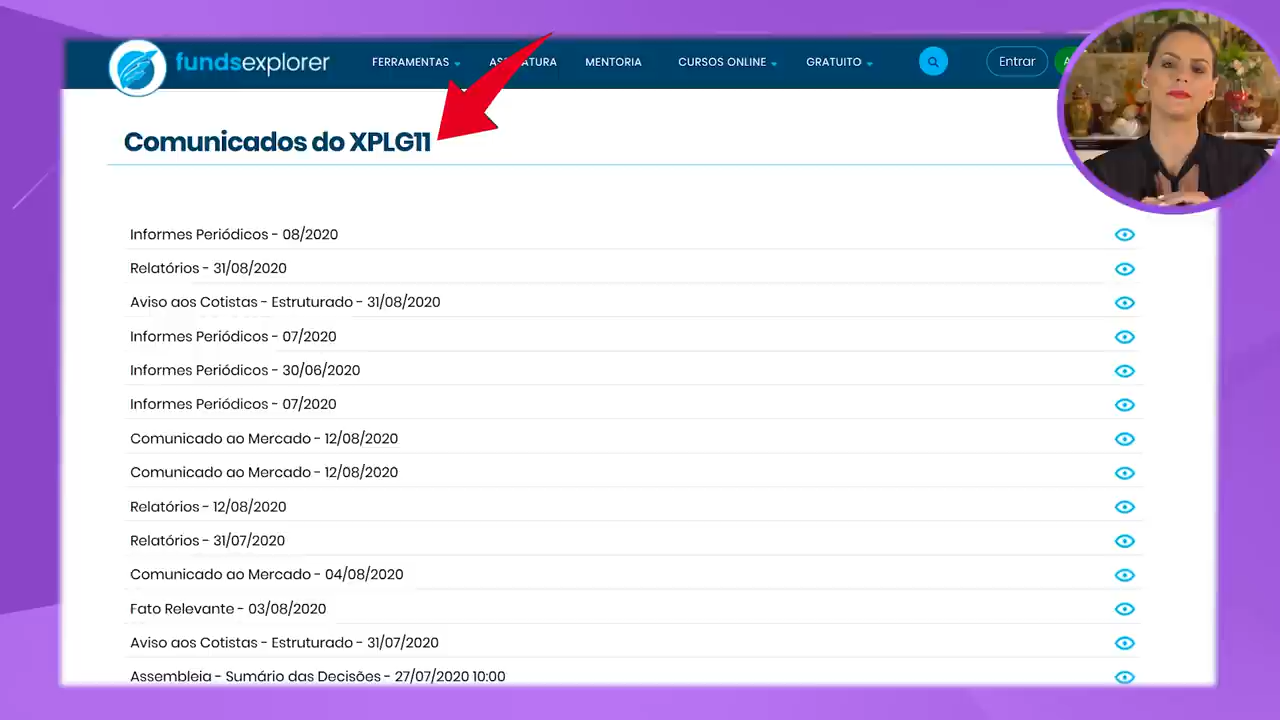 fundsexplorer
FERRAMENTAS
MENTORIA
CURSOS ONLINE
GRATUITO
Entrar
Comunicados do XPLG11
Informes Periódicos - 08/2020
Relatórios - 31/08/2020
Aviso aos Cotistas - Estruturado - 31/08/2020
Informes Periódicos - 07/2020
Informes Periódicos - 30/06/2020
Informes Periódicos - 07/2020
Comunicado ao Mercado - 12/08/2020
Comunicado ao Mercado - 12/08/2020
Relatórios - 12/08/2020
Relatórios - 31/07/2020
Comunicado ao Mercado - 04/08/2020
Fato Relevante - 03/08/2020
Aviso aos Cotistas - Estruturado - 31/07/2020
Assembleia - Sumário das Decisões - 27/07/2020 10:00